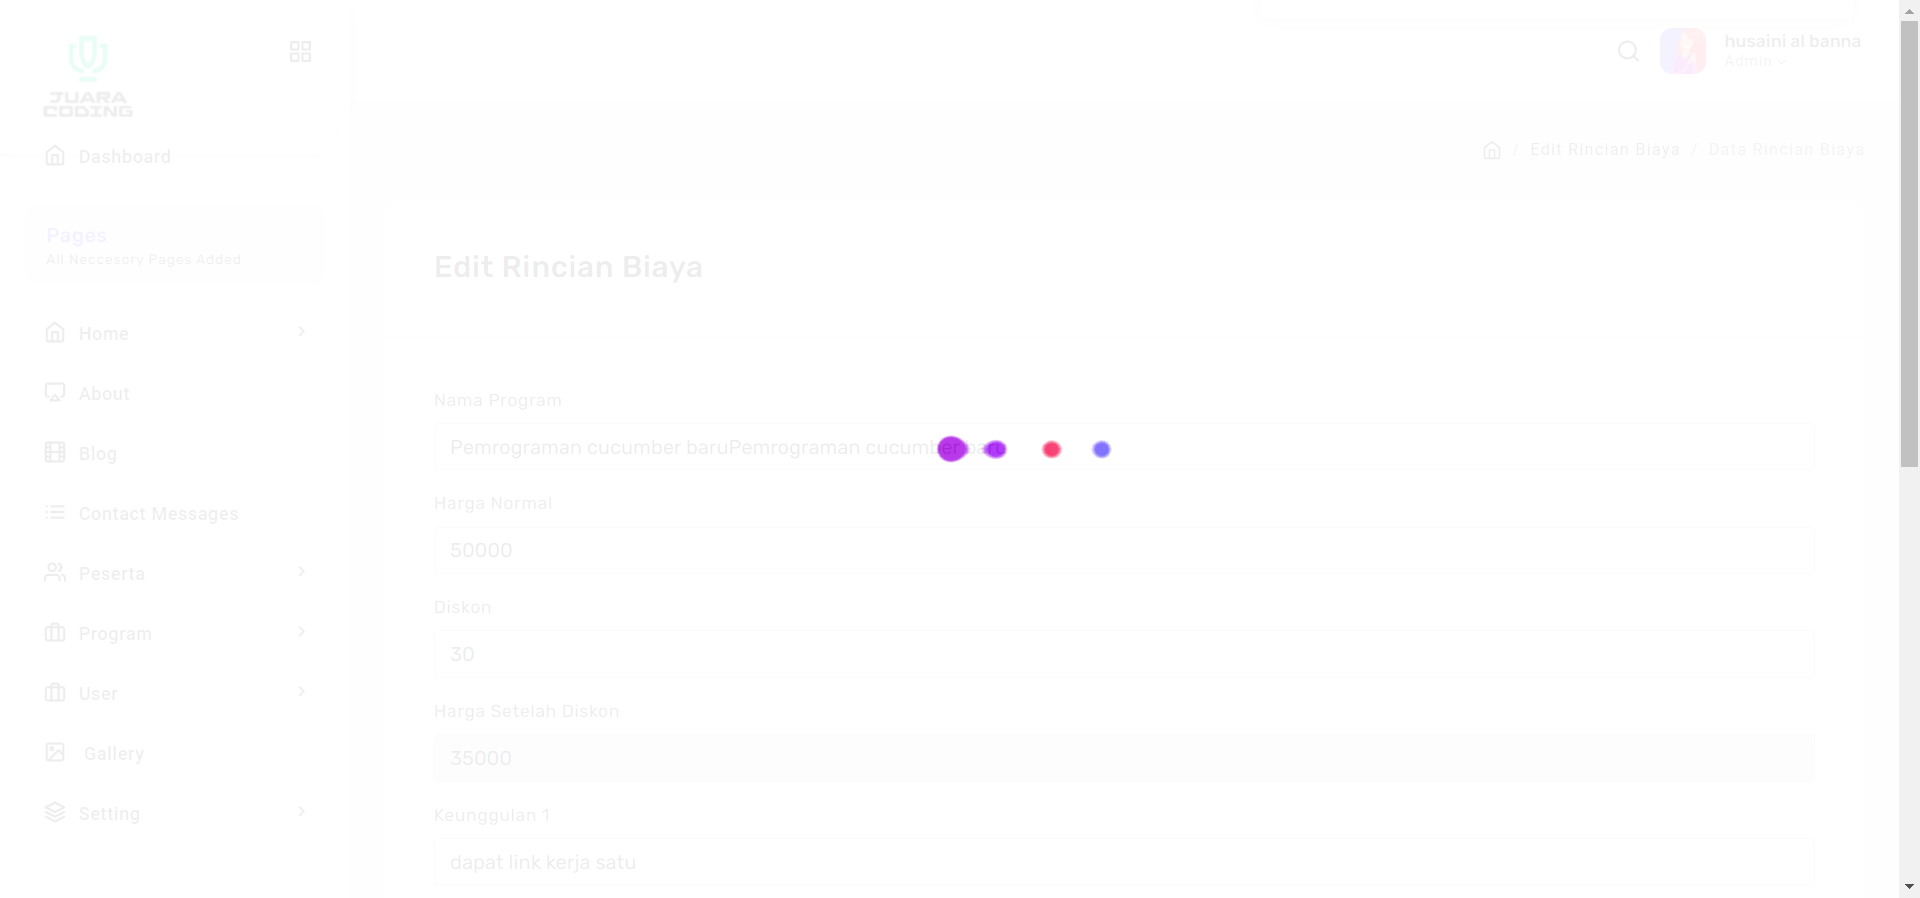 JUARA
CODING
husaini al banna
Admin
Dashboard
Edit Rincian Biaya / Data Rincian Biaya
Pages
All Neccesory Pages Added
Edit Rincian Biaya
Home
About
Blog
Contact Messages
Peserta
Program
User
Gallery
Setting
Nama Program
Pemrograman cucumber baruPemrograman cucumber baru
Harga Normal
50000
Diskon
30
Harga Setelah Diskon
35000
Keunggulan 1
dapat link kerja satu